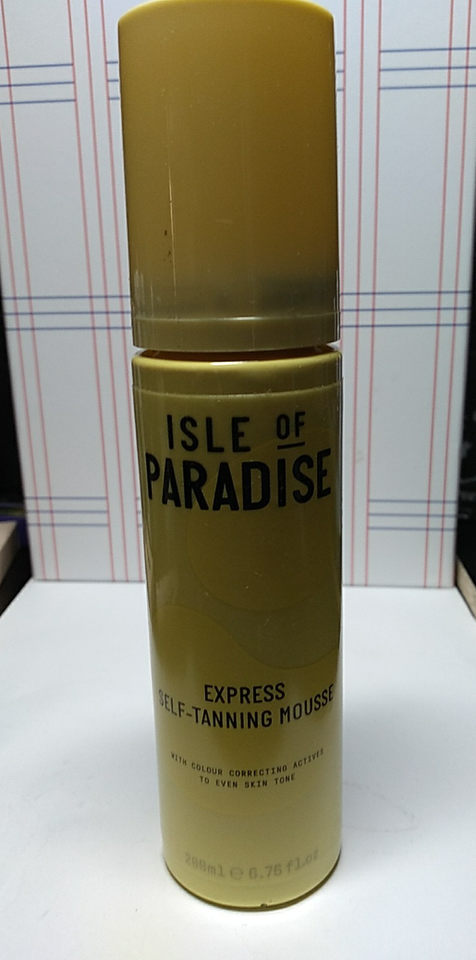 ISLE OF
PARADISE
EXPRESS
SELF-TANNING MOUSSE
WITH COLOUR CORRECTING ACTIVES
TO EVEN SKIN TONE
200ml ℮ 6.76 fl.oz